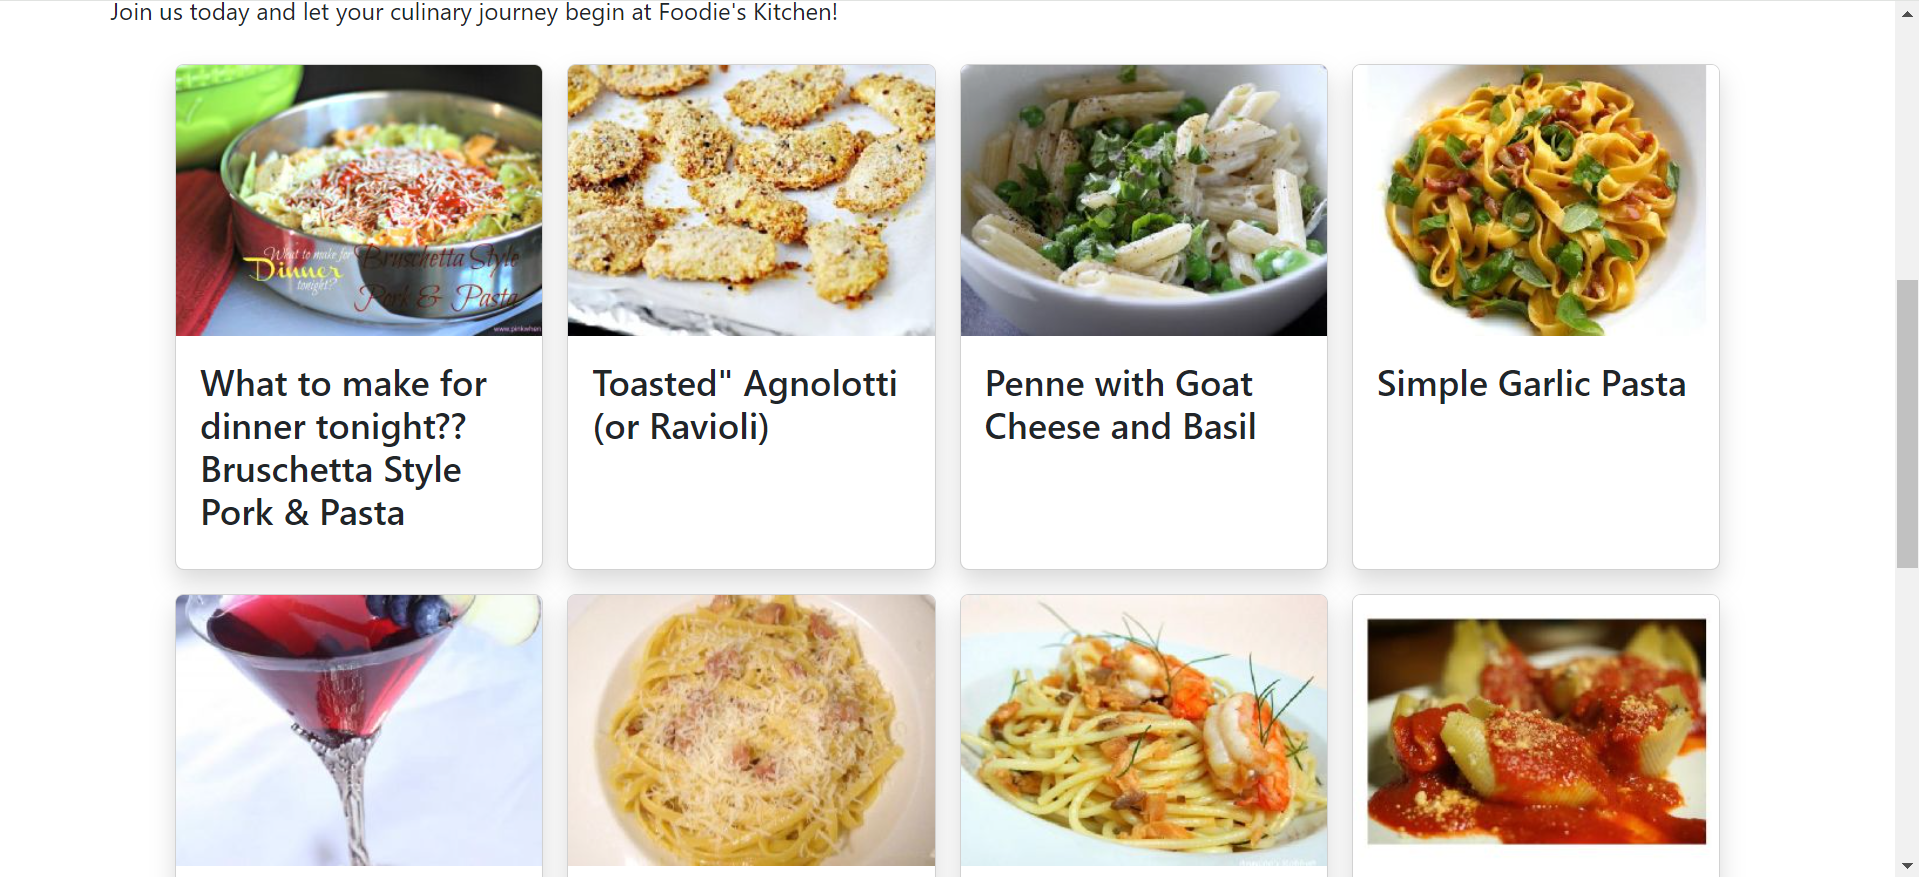 Join us today and let your culinary journey begin at Foodie's Kitchen!
What to make for
Dinner
tonight?
Bruschetta Style
Pork & Pasta
What to make for
dinner tonight??
Bruschetta Style
Pork & Pasta
Toasted" Agnolotti
(or Ravioli)
Penne with Goat
Cheese and Basil
Simple Garlic Pasta